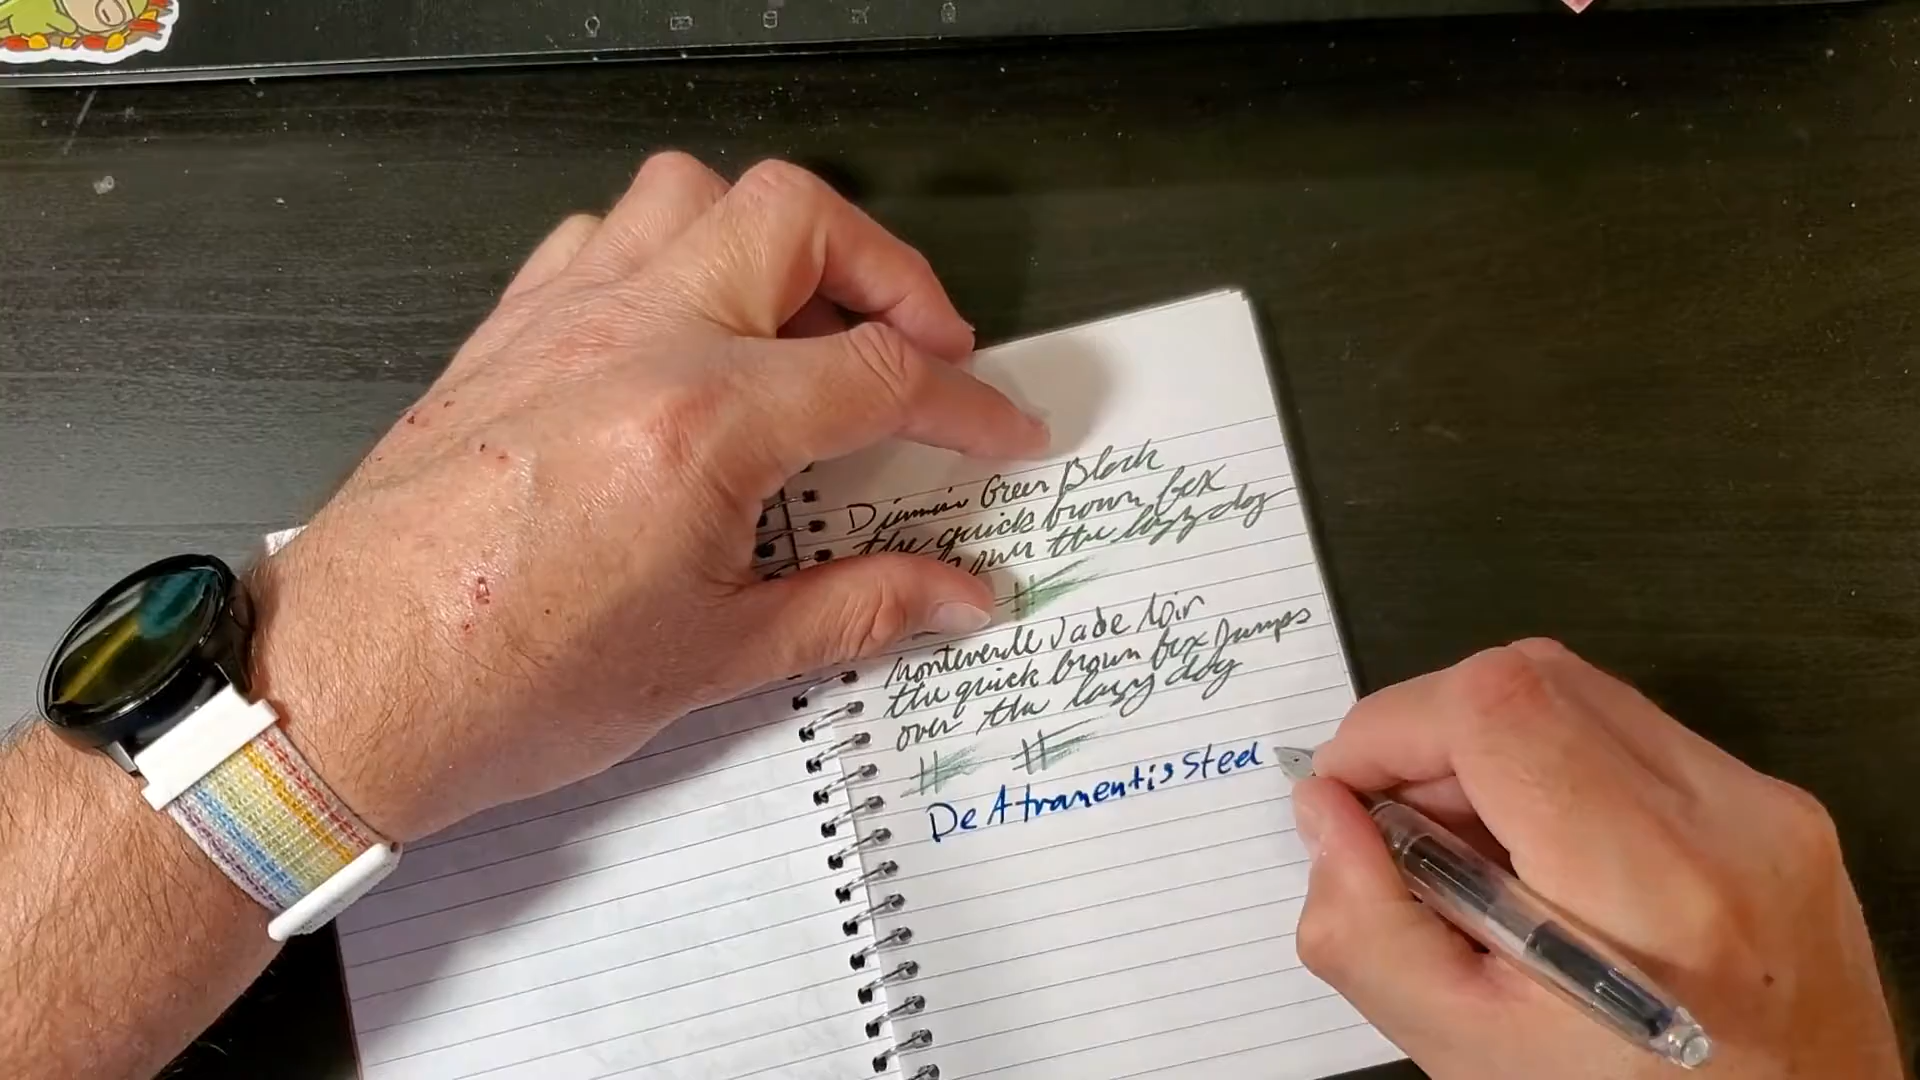 Diamin Green Black
the quick brown fox
over the lazy dog
Monteverde Jade Noir
the quick brown fox Jumps
over the lazy dog
De Atramentis Steel